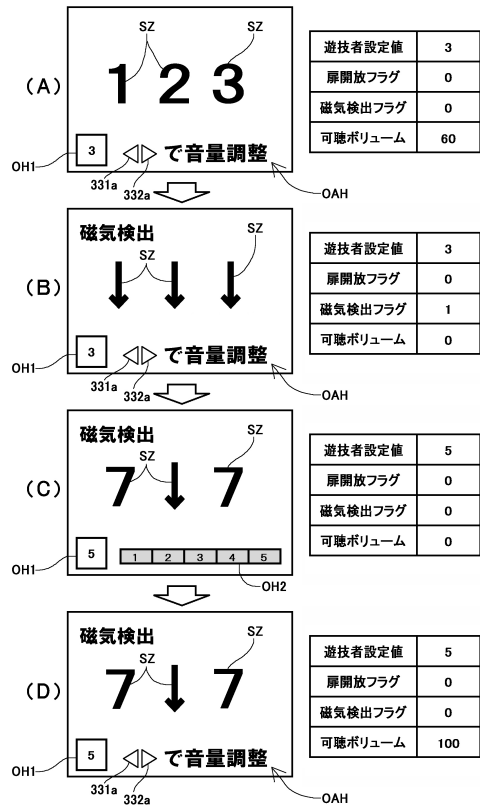 SZ
SZ
(A)
1 2 3
3
で音量調整
OH1
331a
332a
OAH
遊技者設定値 3
扉開放フラグ 0
磁気検出フラグ 0
可聴ボリューム 60
磁気検出
SZ
SZ
(B)
3
で音量調整
OH1
331a
332a
OAH
遊技者設定値 3
扉開放フラグ 0
磁気検出フラグ 1
可聴ボリューム 0
磁気検出
SZ
SZ
(C)
7 7
5
1 2 3 4 5
OH1
OH2
遊技者設定値 5
扉開放フラグ 0
磁気検出フラグ 0
可聴ボリューム 0
磁気検出
SZ
SZ
(D)
7 7
5
で音量調整
OH1
331a
332a
OAH
遊技者設定値 5
扉開放フラグ 0
磁気検出フラグ 0
可聴ボリューム 100